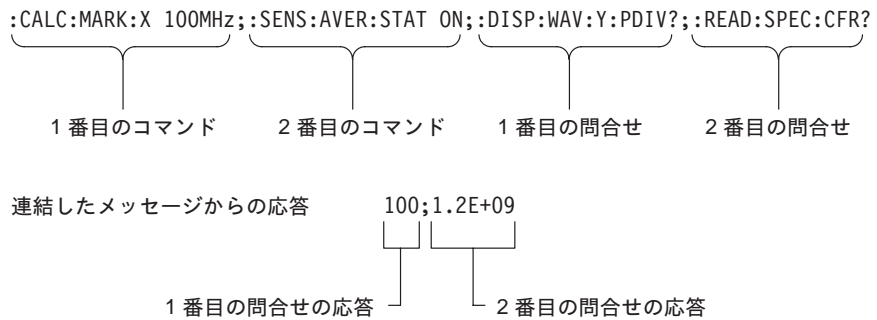 :CALC:MARK:X 100MHz;:SENS:AVER:STAT ON;:DISP:WAV:Y:PDIV?;:READ:SPEC:CFR?
1 番目のコマンド 2 番目のコマンド 1 番目の問合せ 2 番目の問合せ
連結したメッセージからの応答 100;1.2E+09
1 番目の問合せの応答 2 番目の問合せの応答